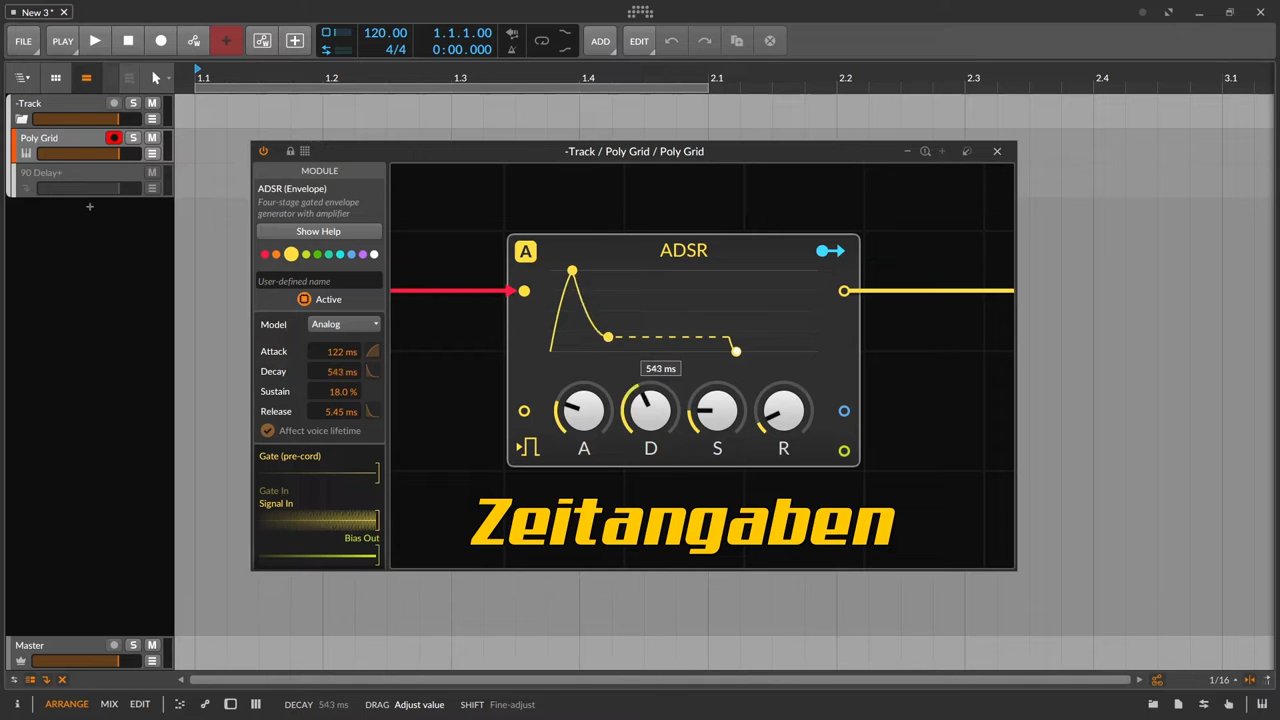 New 3*
FILE
PLAY
120.00
4/4
1.1.1.00
0:00.000
ADD
EDIT
1.1
1.2
1.3
1.4
2.1
2.2
2.3
2.4
3.1
-Track
S
M
Poly Grid
S
M
90 Delay+
M
+
-Track / Poly Grid / Poly Grid
MODULE
ADSR (Envelope)
Four-stage gated envelope
generator with amplifier
Show Help
User-defined name
Active
Model
Analog
Attack
122 ms
Decay
543 ms
Sustain
18.0 %
Release
5.45 ms
Affect voice lifetime
Gate (pre-cord)
Gate In
Signal In
Bias Out
A
ADSR
543 ms
A
D
S
R
Zeitangaben
Master
S
M
1/16
i
ARRANGE
MIX
EDIT
DECAY
543 ms
DRAG
Adjust value
SHIFT
Fine-adjust